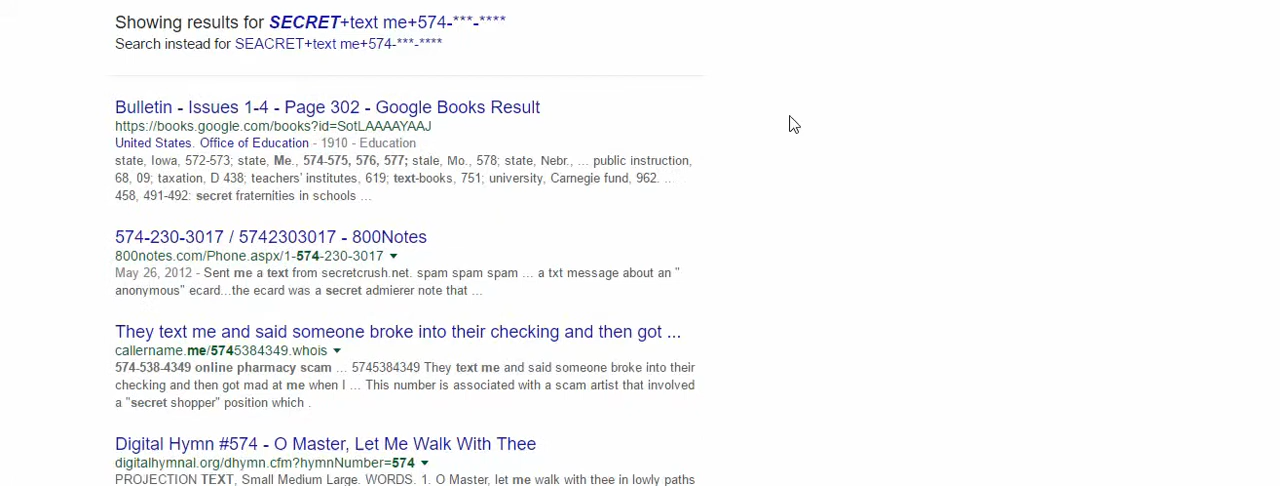 Showing results for SECRET+text me+574-***-****
Search instead for SEACRET+text me+574-***-****
Bulletin - Issues 1-4 - Page 302 - Google Books Result
https://books.google.com/books?id=SotLAAAAYAAJ
United States. Office of Education - 1910 - Education
state, Iowa, 572-573; state, Me., 574-575, 576, 577; stale, Mo., 578; state, Nebr., ... public instruction,
68, 09; taxation, D 438; teachers' institutes, 619; text-books, 751; university, Carnegie fund, 962. ..
458, 491-492: secret fraternities in schools ...
574-230-3017 / 5742303017 - 800Notes
800notes.com/Phone.aspx/1-574-230-3017
May 26, 2012 - Sent me a text from secretcrush.net. spam spam spam ... a txt message about an "
anonymous" ecard...the ecard was a secret admierer note that ...
They text me and said someone broke into their checking and then got ...
callername.me/5745384349.whois
574-538-4349 online pharmacy scam ... 5745384349 They text me and said someone broke into their
checking and then got mad at me when I ... This number is associated with a scam artist that involved
a "secret shopper" position which .
Digital Hymn #574 - O Master, Let Me Walk With Thee
digitalhymnal.org/dhymn.cfm?hymnNumber=574
PROJECTION TEXT, Small Medium Large. WORDS. 1. O Master, let me walk with thee in lowly paths